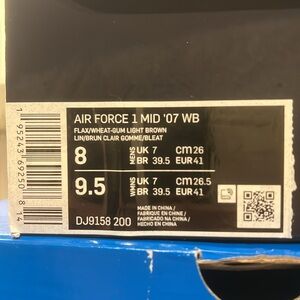 AIR FORCE 1 MID '07 WB
FLAX/WHEAT-GUM LIGHT BROWN
LIN/BRUN CLAIR GOMME/BLEAT
8 MENS UK 7 cm 26
BR 39.5 EUR 41
9.5 WMNS UK 7 cm 26.5
BR 39.5 EUR 41
DJ9158 200
MADE IN CHINA /
FABRIQUE EN CHINE /
FABRICADO NA CHINA /
HECHO EN CHINA
1 95243 69250 8 14